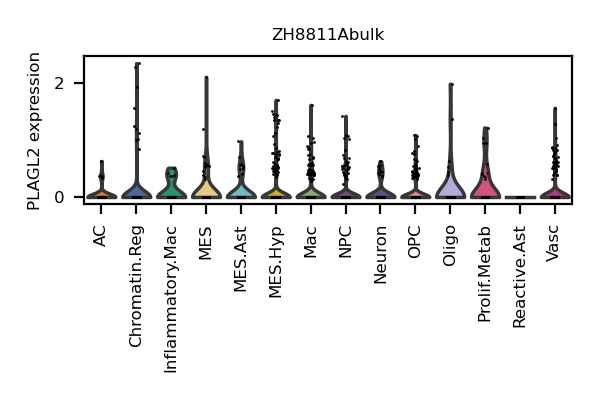 ZH8811Abulk
PLAGL2 expression
2
0
AC
Chromatin.Reg
Inflammatory.Mac
MES
MES.Ast
MES.Hyp
Mac
NPC
Neuron
OPC
Oligo
Prolif.Metab
Reactive.Ast
Vasc